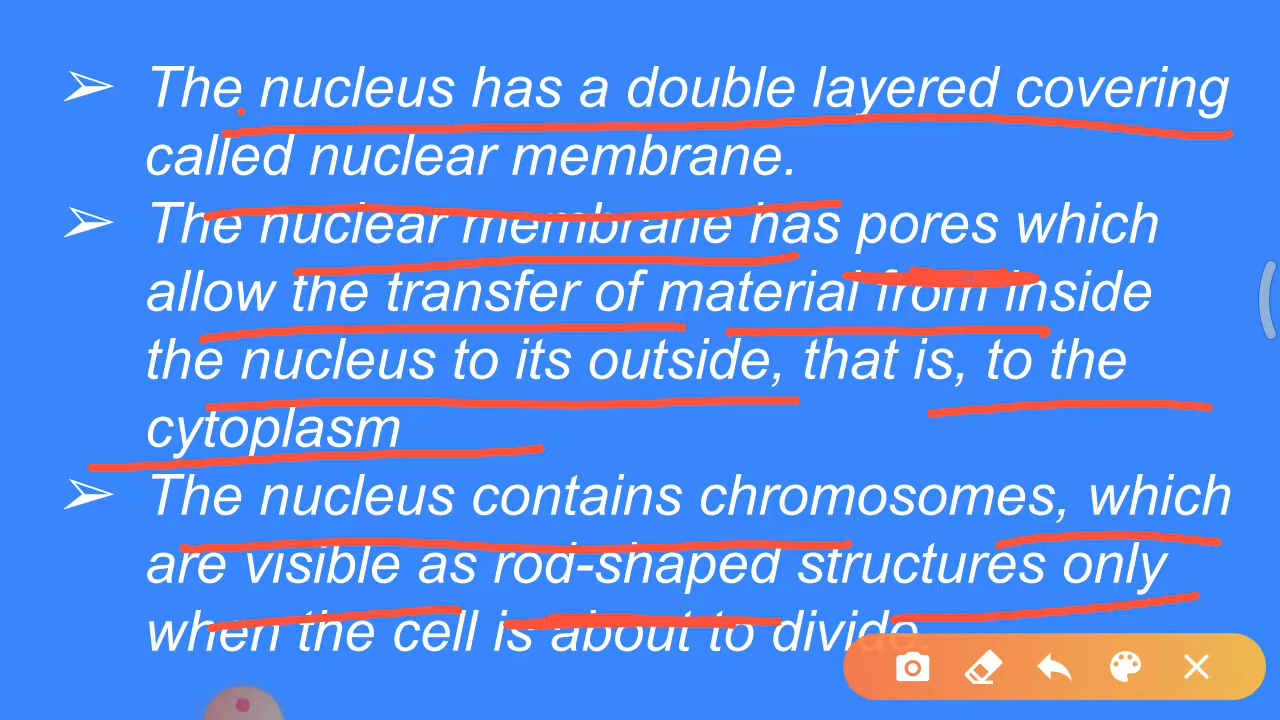 ➢ The nucleus has a double layered covering
called nuclear membrane.
➢ The nuclear membrane has pores which
allow the transfer of material from inside
the nucleus to its outside, that is, to the
cytoplasm
➢ The nucleus contains chromosomes, which
are visible as rod-shaped structures only
when the cell is about to divide.